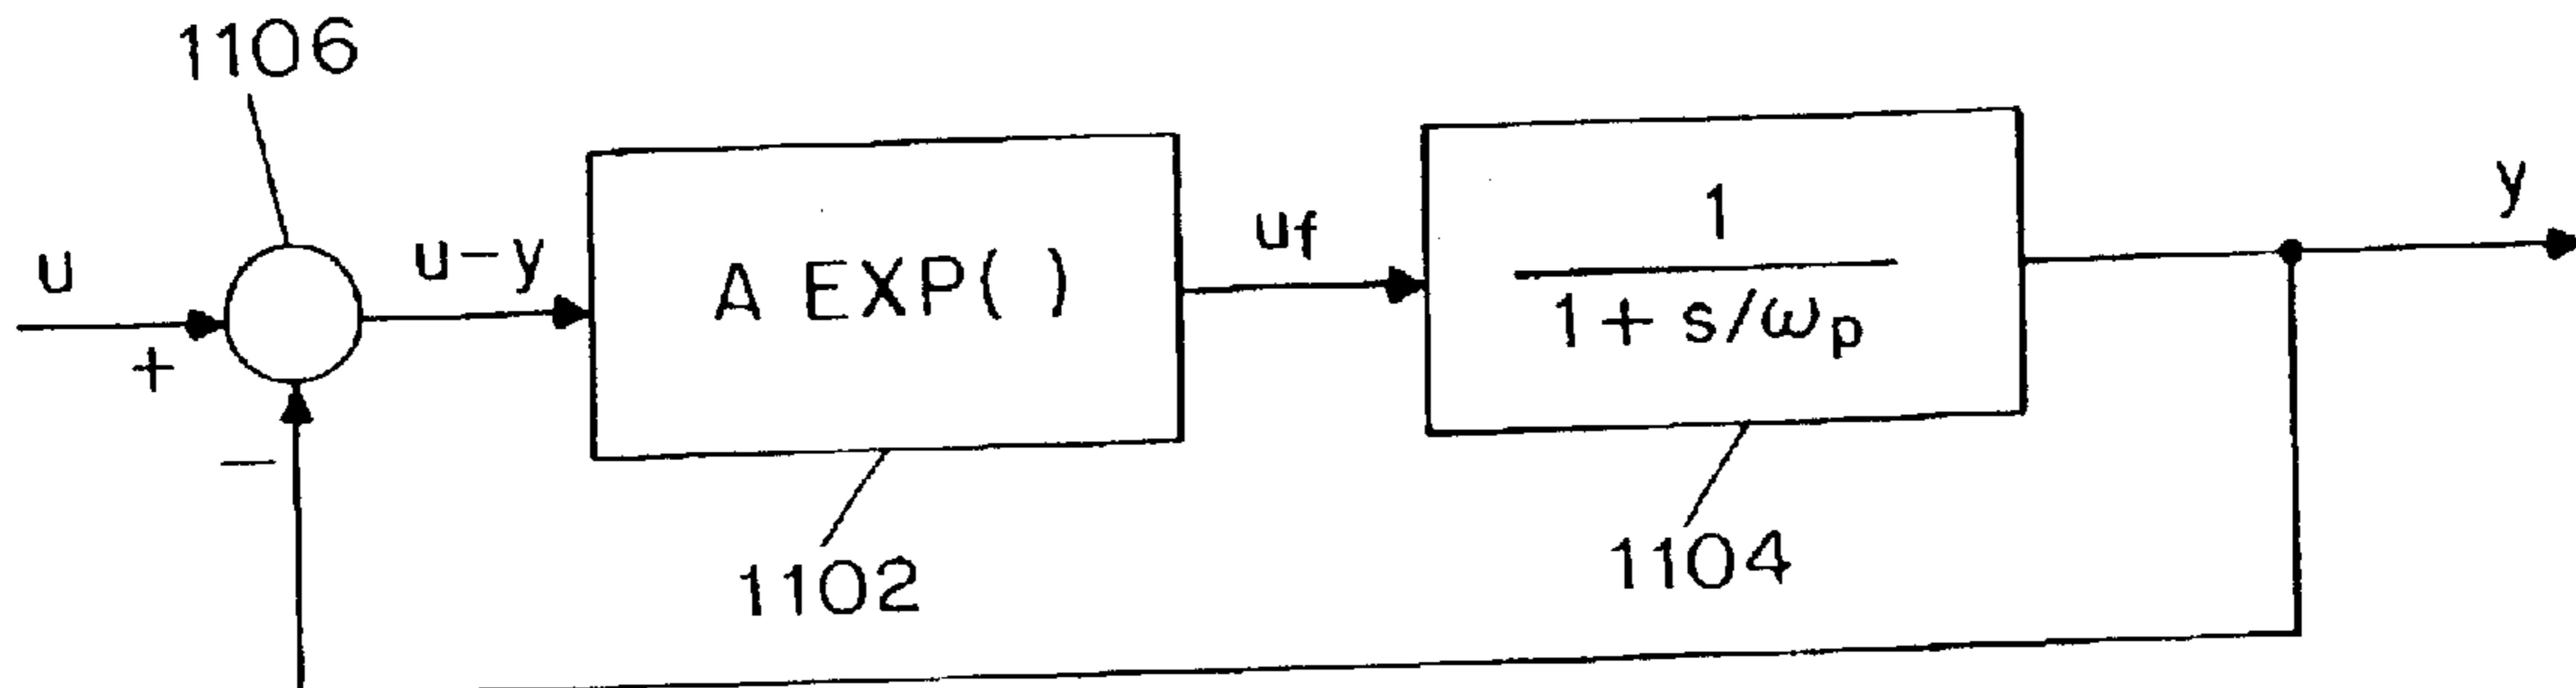 1106
u
+
−
u-y
A EXP( )
1102
uf
1
1 + s/ωp
1104
y